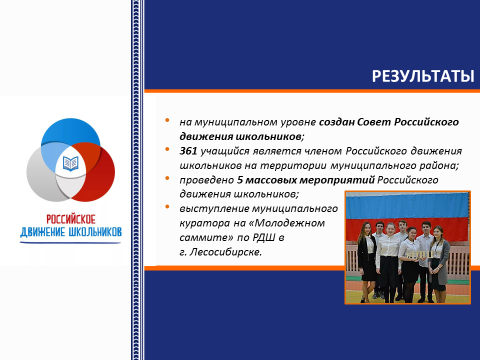 РЕЗУЛЬТАТЫ
• на муниципальном уровне создан Совет Российского
движения школьников;
• 361 учащийся является членом Российского движения
школьников на территории муниципального района;
• проведено 5 массовых мероприятий Российского
движения школьников;
• выступление муниципального
куратора на «Молодежном
саммите» по РДШ в
г. Лесосибирске.
РОССИЙСКОЕ
ДВИЖЕНИЕ ШКОЛЬНИКОВ